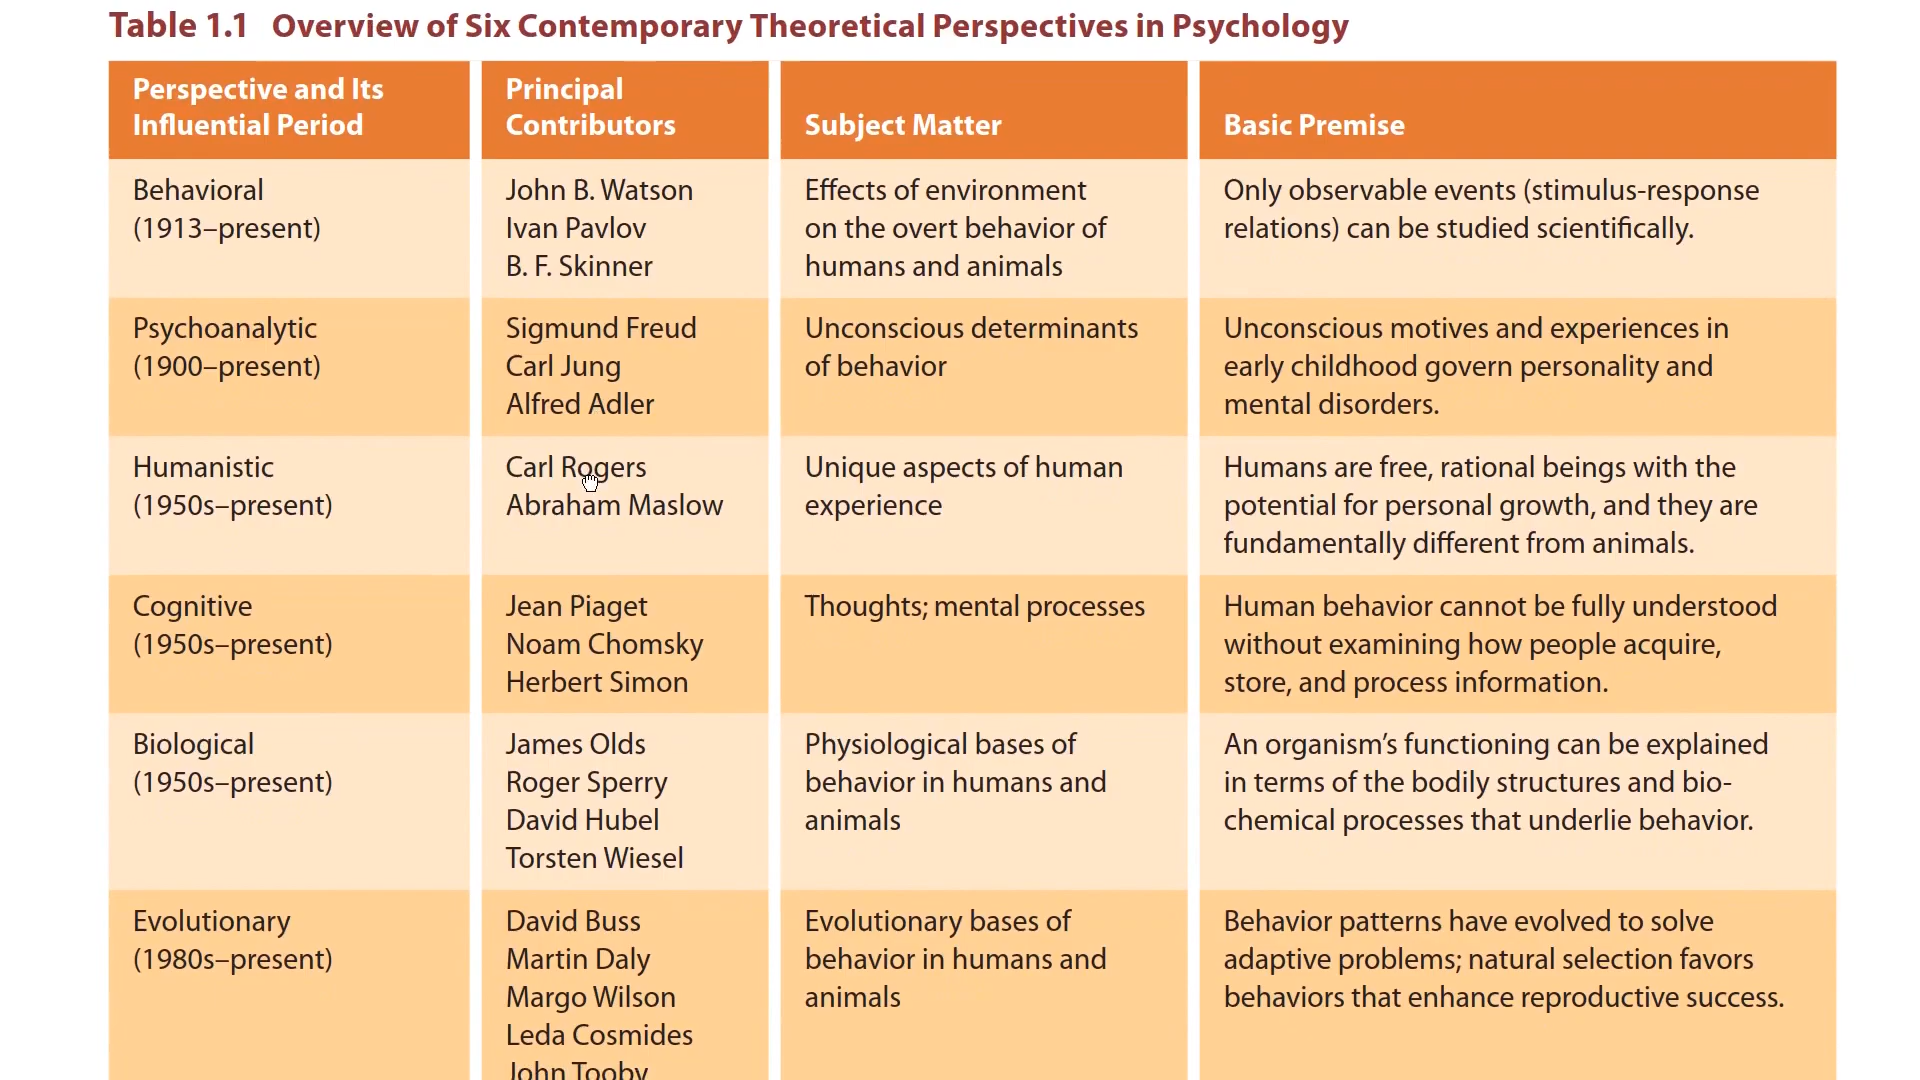 Table 1.1 Overview of Six Contemporary Theoretical Perspectives in Psychology
Perspective and Its
Influential Period
Principal
Contributors
Subject Matter
Basic Premise
Behavioral
(1913–present)
John B. Watson
Ivan Pavlov
B. F. Skinner
Effects of environment
on the overt behavior of
humans and animals
Only observable events (stimulus-response
relations) can be studied scientifically.
Psychoanalytic
(1900–present)
Sigmund Freud
Carl Jung
Alfred Adler
Unconscious determinants
of behavior
Unconscious motives and experiences in
early childhood govern personality and
mental disorders.
Humanistic
(1950s–present)
Carl Rogers
Abraham Maslow
Unique aspects of human
experience
Humans are free, rational beings with the
potential for personal growth, and they are
fundamentally different from animals.
Cognitive
(1950s–present)
Jean Piaget
Noam Chomsky
Herbert Simon
Thoughts; mental processes
Human behavior cannot be fully understood
without examining how people acquire,
store, and process information.
Biological
(1950s–present)
James Olds
Roger Sperry
David Hubel
Torsten Wiesel
Physiological bases of
behavior in humans and
animals
An organism’s functioning can be explained
in terms of the bodily structures and bio-
chemical processes that underlie behavior.
Evolutionary
(1980s–present)
David Buss
Martin Daly
Margo Wilson
Leda Cosmides
John Tooby
Evolutionary bases of
behavior in humans and
animals
Behavior patterns have evolved to solve
adaptive problems; natural selection favors
behaviors that enhance reproductive success.